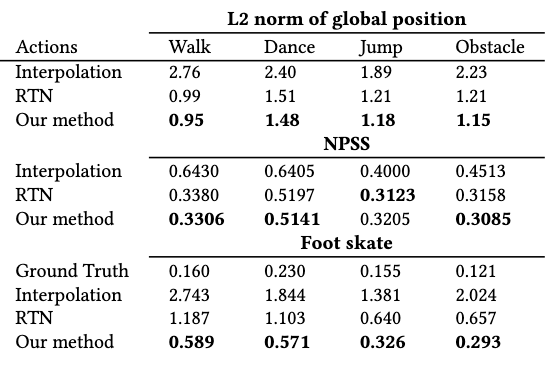 L2 norm of global position
Actions Walk Dance Jump Obstacle
Interpolation 2.76 2.40 1.89 2.23
RTN 0.99 1.51 1.21 1.21
Our method 0.95 1.48 1.18 1.15
NPSS
Interpolation 0.6430 0.6405 0.4000 0.4513
RTN 0.3380 0.5197 0.3123 0.3158
Our method 0.3306 0.5141 0.3205 0.3085
Foot skate
Ground Truth 0.160 0.230 0.155 0.121
Interpolation 2.743 1.844 1.381 2.024
RTN 1.187 1.103 0.640 0.657
Our method 0.589 0.571 0.326 0.293